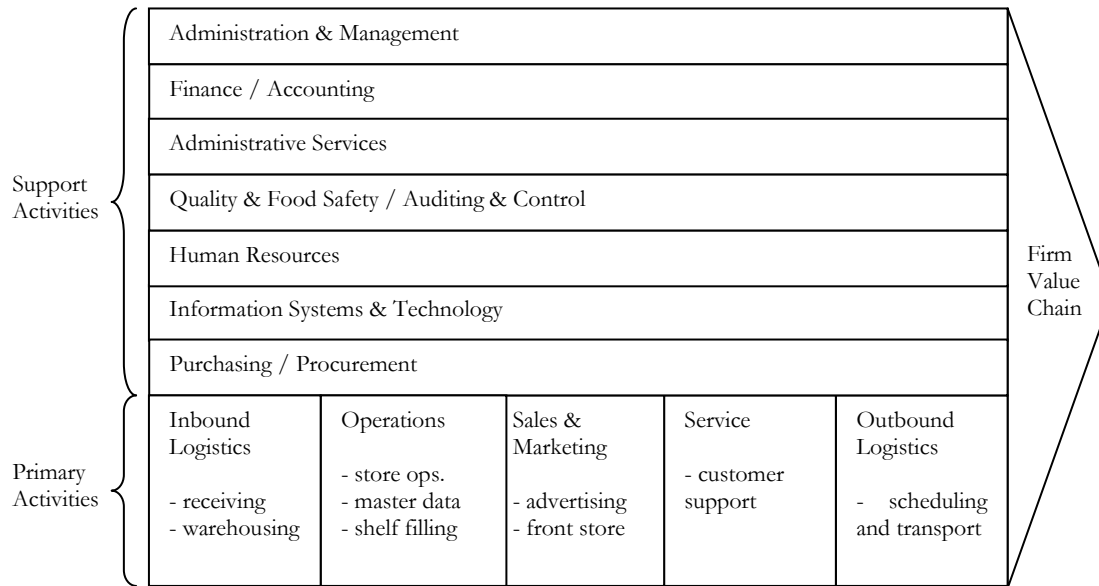 Support
Activities
Administration & Management
Finance / Accounting
Administrative Services
Quality & Food Safety / Auditing & Control
Human Resources
Information Systems & Technology
Purchasing / Procurement
Firm
Value
Chain
Primary
Activities
Inbound
Logistics
- receiving
- warehousing
Operations
- store ops.
- master data
- shelf filling
Sales &
Marketing
- advertising
- front store
Service
- customer
support
Outbound
Logistics
- scheduling
and transport